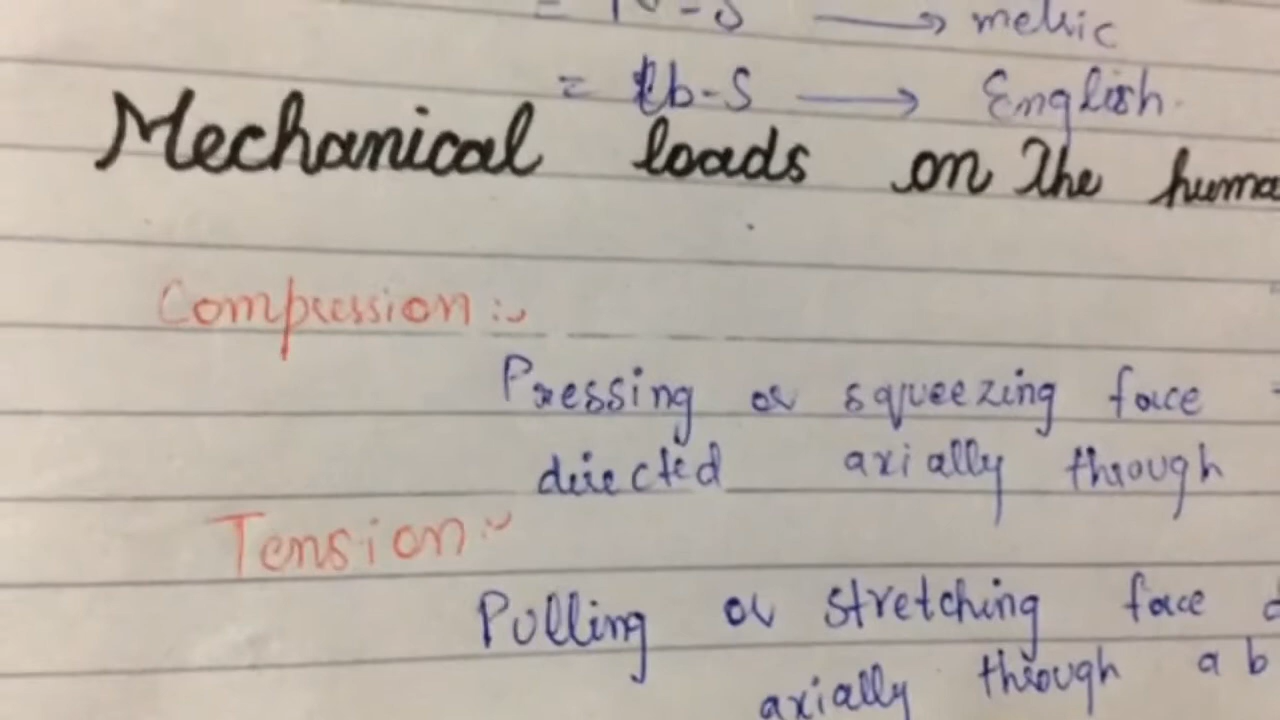 = N-S → metric
= lb-S → English.
Mechanical loads on The huma
Compression :-
Pressing or squeezing force
directed axially through
Tension :-
Pulling or stretching force d
axially through a b